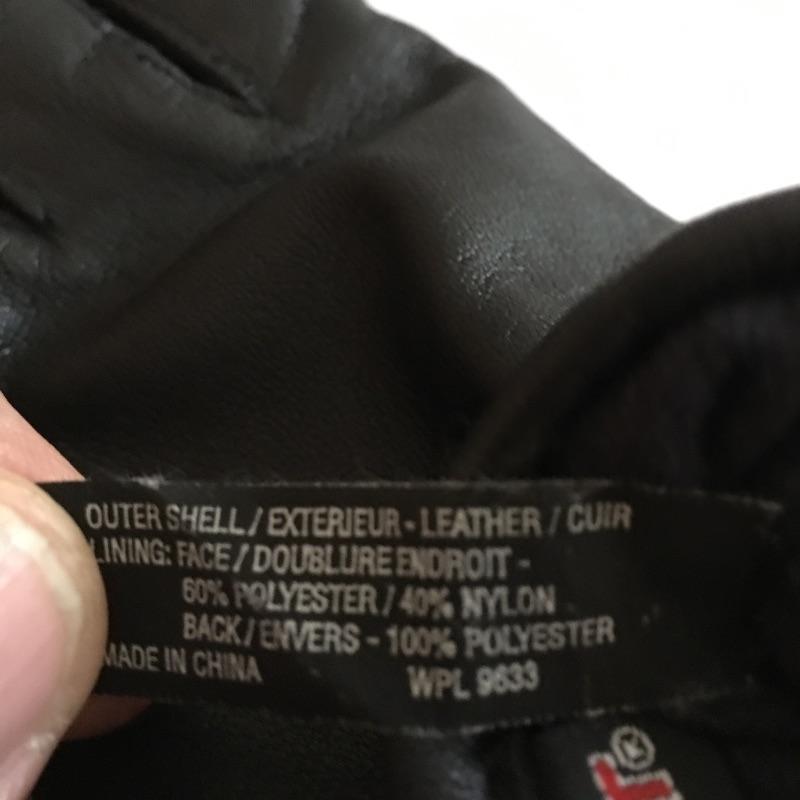 OUTER SHELL / EXTERIEUR - LEATHER / CUIR
LINING: FACE / DOUBLURE ENDROIT -
60% POLYESTER / 40% NYLON
BACK / ENVERS - 100% POLYESTER
MADE IN CHINA WPL 9633